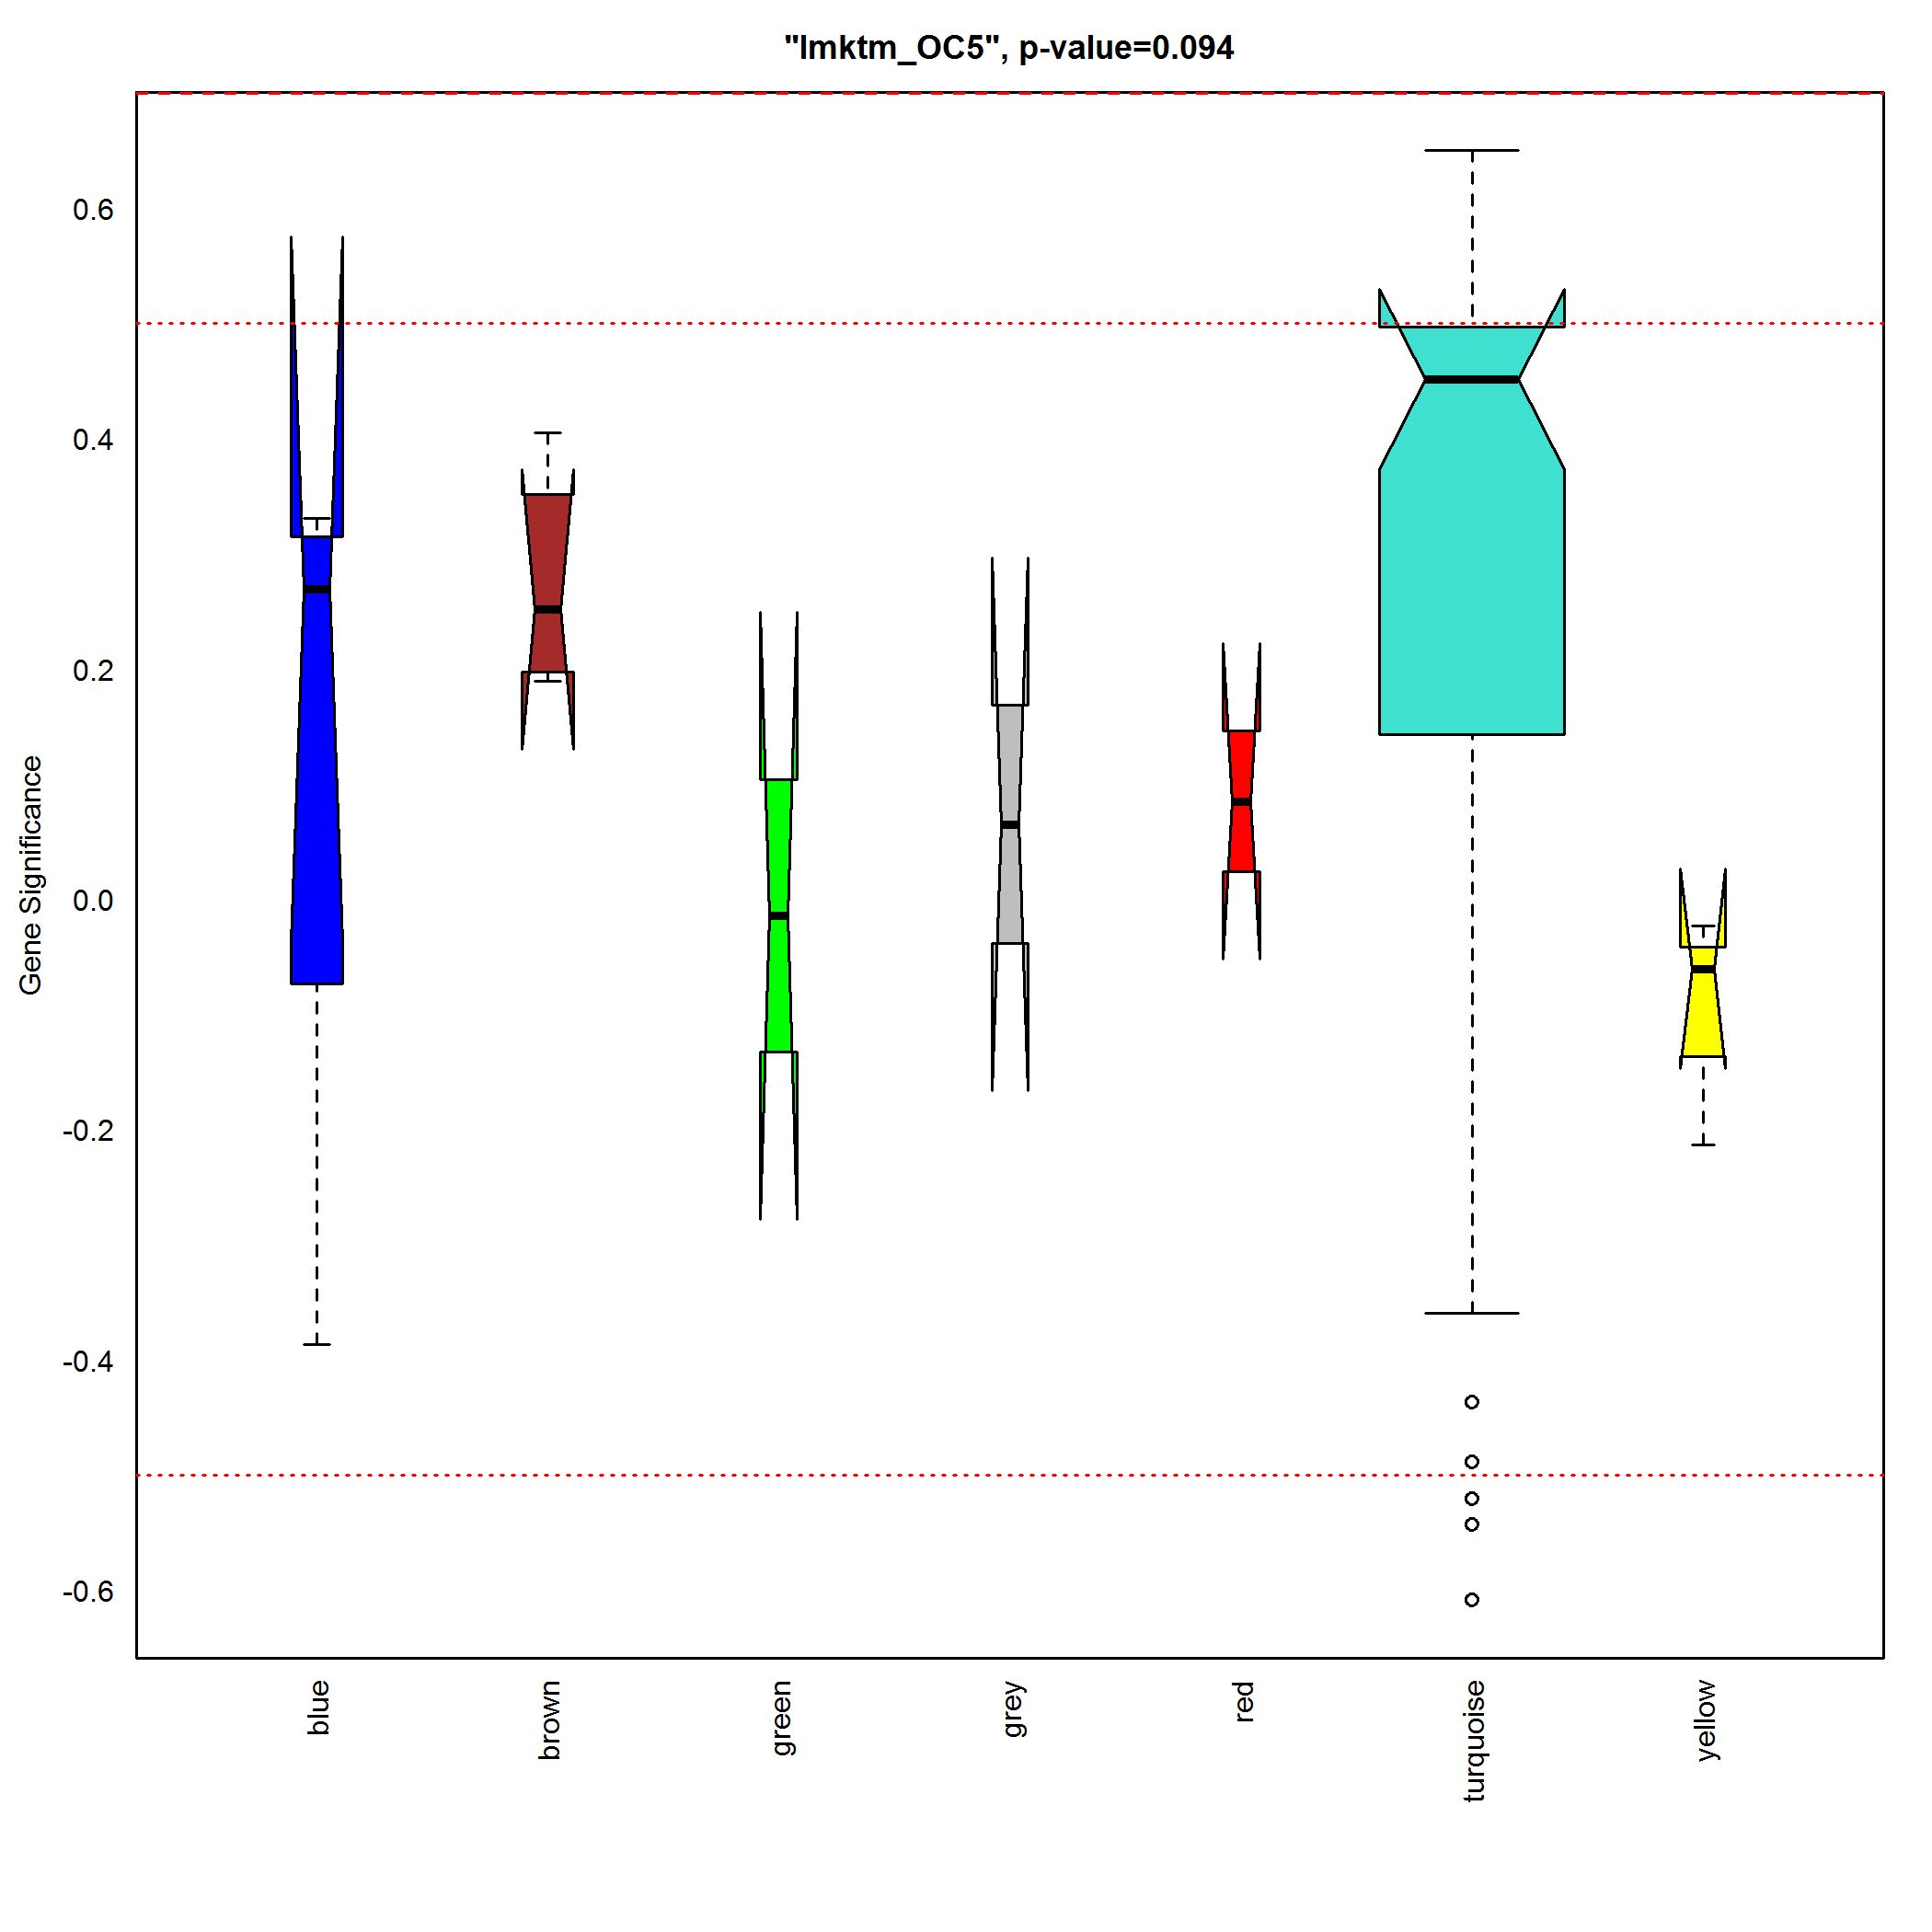 "lmktm_OC5", p-value=0.094
0.6
0.4
0.2
0.0
-0.2
-0.4
-0.6
Gene Significance
blue
brown
green
grey
red
turquoise
yellow